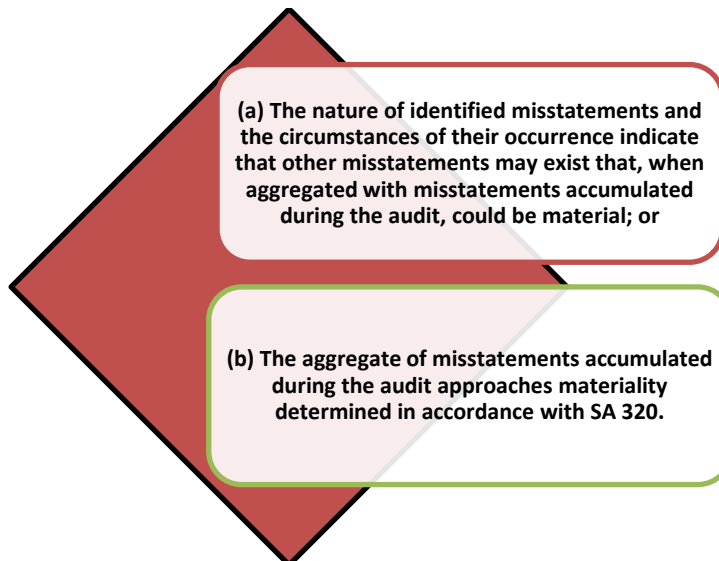 (a) The nature of identified misstatements and
the circumstances of their occurrence indicate
that other misstatements may exist that, when
aggregated with misstatements accumulated
during the audit, could be material; or
(b) The aggregate of misstatements accumulated
during the audit approaches materiality
determined in accordance with SA 320.